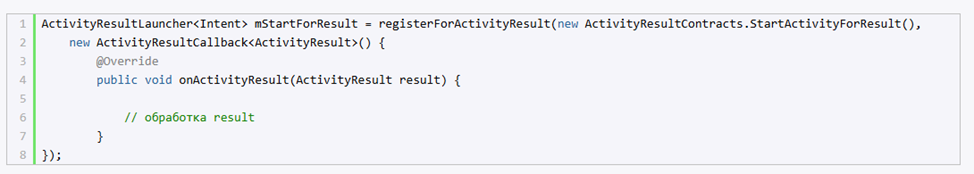 1 ActivityResultLauncher<Intent> mStartForResult = registerForActivityResult(new ActivityResultContracts.StartActivityForResult(),
2     new ActivityResultCallback<ActivityResult>() {
3         @Override
4         public void onActivityResult(ActivityResult result) {
5
6             // обработка result
7         }
8 });